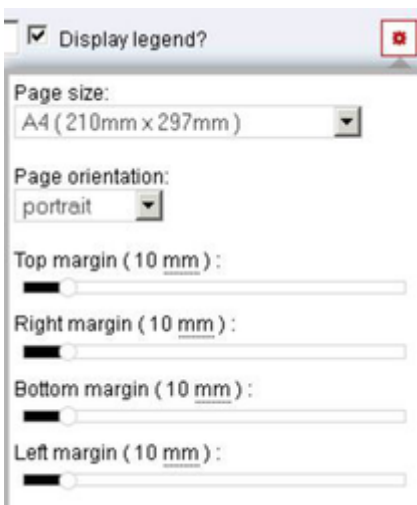 Display legend?
Page size:
A4 ( 210mm x 297mm )
Page orientation:
portrait
Top margin ( 10 mm ) :
Right margin ( 10 mm ) :
Bottom margin ( 10 mm ) :
Left margin ( 10 mm ) :